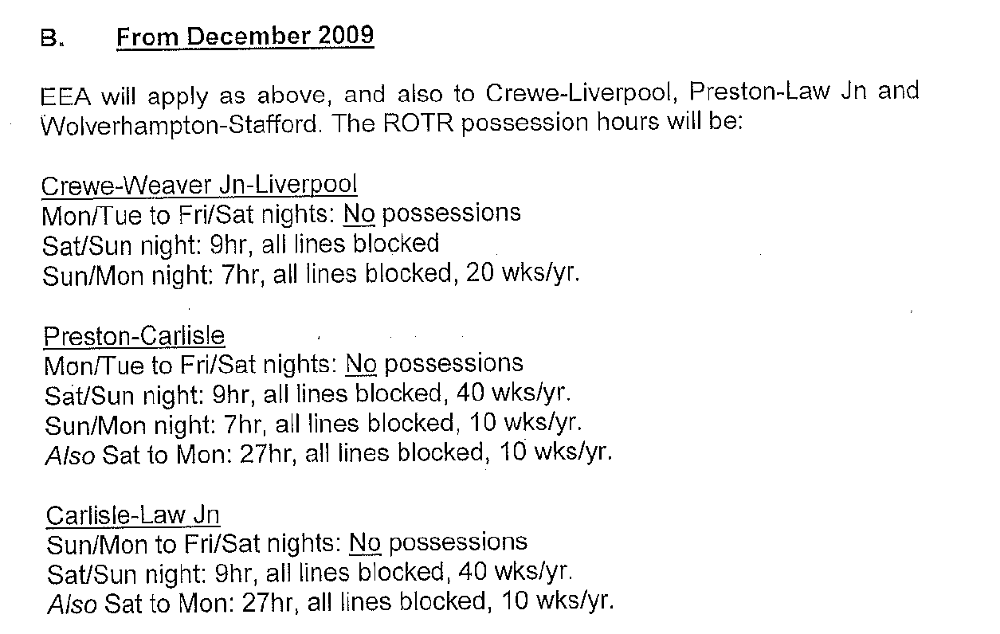 B. From December 2009
EEA will apply as above, and also to Crewe-Liverpool, Preston-Law Jn and
Wolverhampton-Stafford. The ROTR possession hours will be:
Crewe-Weaver Jn-Liverpool
Mon/Tue to Fri/Sat nights: No possessions
Sat/Sun night: 9hr, all lines blocked
Sun/Mon night: 7hr, all lines blocked, 20 wks/yr.
Preston-Carlisle
Mon/Tue to Fri/Sat nights: No possessions
Sat/Sun night: 9hr, all lines blocked, 40 wks/yr.
Sun/Mon night: 7hr, all lines blocked, 10 wks/yr.
Also Sat to Mon: 27hr, all lines blocked, 10 wks/yr.
Carlisle-Law Jn
Sun/Mon to Fri/Sat nights: No possessions
Sat/Sun night: 9hr, all lines blocked, 40 wks/yr.
Also Sat to Mon: 27hr, all lines blocked, 10 wks/yr.